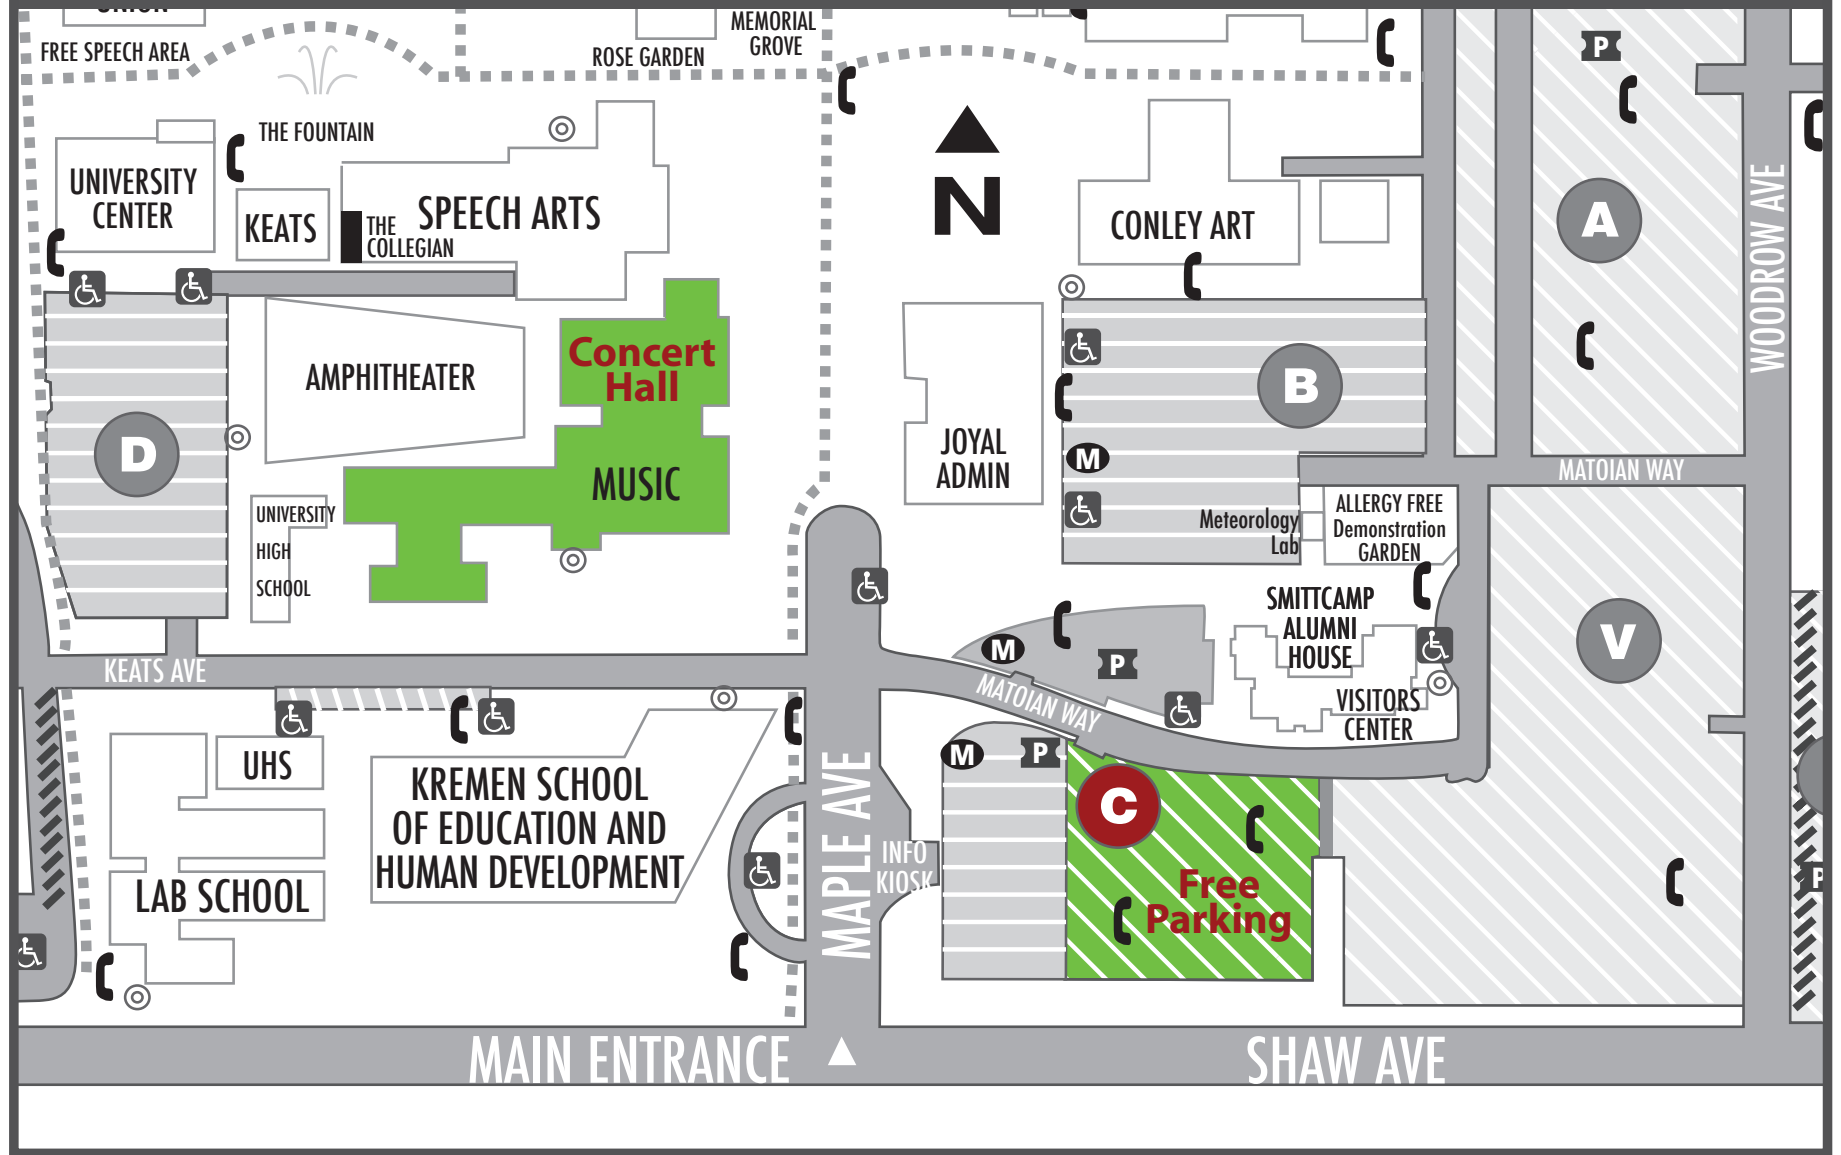 UNION
FREE SPEECH AREA
ROSE GARDEN
MEMORIAL
GROVE
P
THE FOUNTAIN
UNIVERSITY
CENTER
KEATS
THE
COLLEGIAN
SPEECH ARTS
N
CONLEY ART
A
WOODROW AVE
Concert
Hall
AMPHITHEATER
D
MUSIC
JOYAL
ADMIN
B
M
MATOIAN WAY
UNIVERSITY
HIGH
SCHOOL
Meteorology
Lab
ALLERGY FREE
Demonstration
GARDEN
SMITTCAMP
ALUMNI
HOUSE
VISITORS
CENTER
V
M
P
KEATS AVE
MATOIAN WAY
M
P
UHS
KREMEN SCHOOL
OF EDUCATION AND
HUMAN DEVELOPMENT
LAB SCHOOL
MAPLE AVE
INFO
KIOSK
C
Free
Parking
P
MAIN ENTRANCE
SHAW AVE